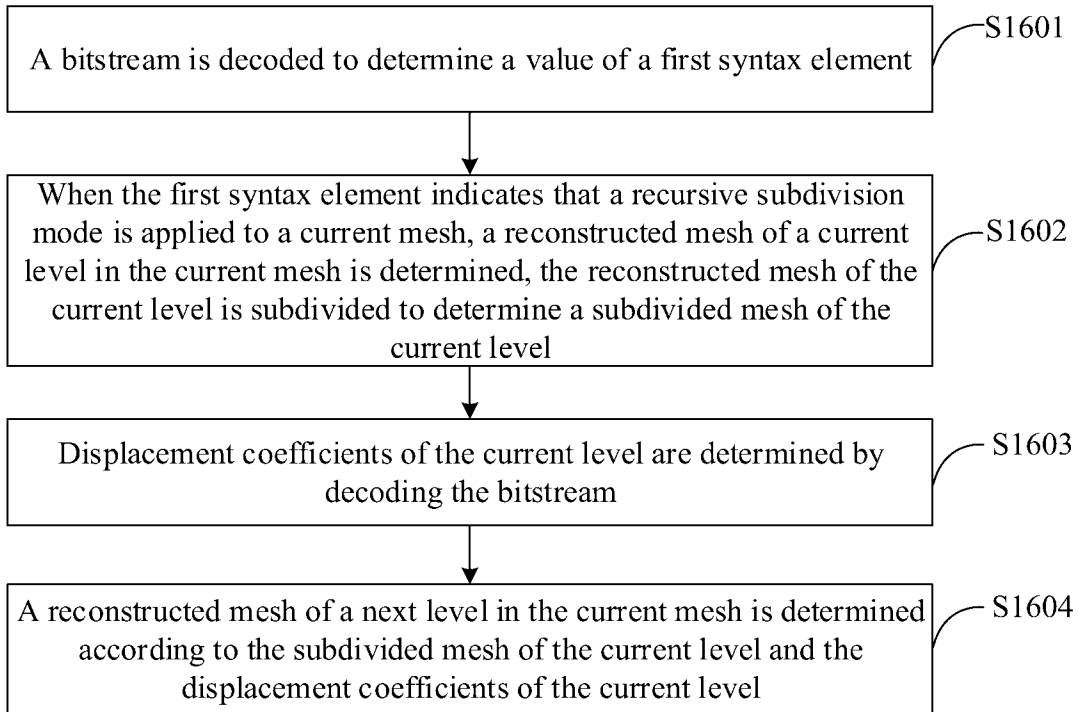 A bitstream is decoded to determine a value of a first syntax element
S1601
When the first syntax element indicates that a recursive subdivision
mode is applied to a current mesh, a reconstructed mesh of a current
level in the current mesh is determined, the reconstructed mesh of the
current level is subdivided to determine a subdivided mesh of the
current level
S1602
Displacement coefficients of the current level are determined by
decoding the bitstream
S1603
A reconstructed mesh of a next level in the current mesh is determined
according to the subdivided mesh of the current level and the
displacement coefficients of the current level
S1604